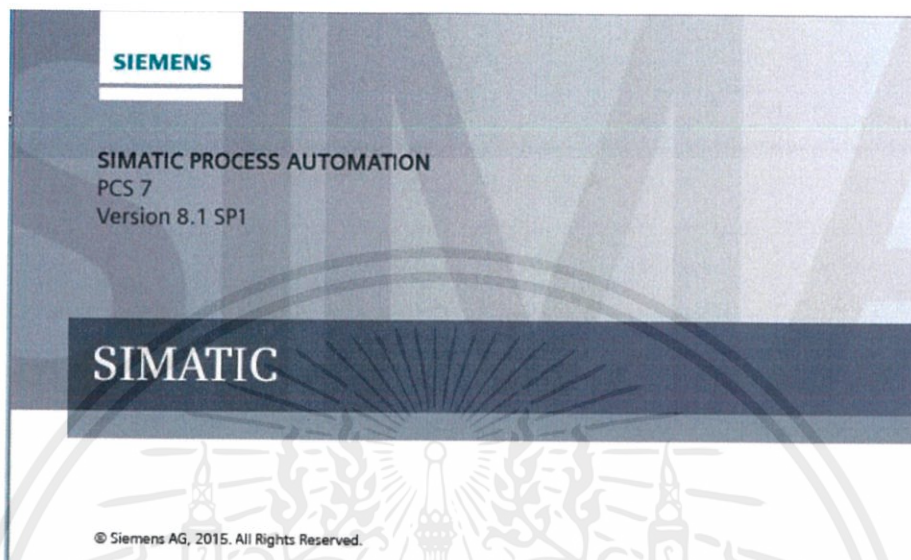 SIEMENS
SIMATIC PROCESS AUTOMATION
PCS 7
Version 8.1 SP1
SIMATIC
© Siemens AG, 2015. All Rights Reserved.